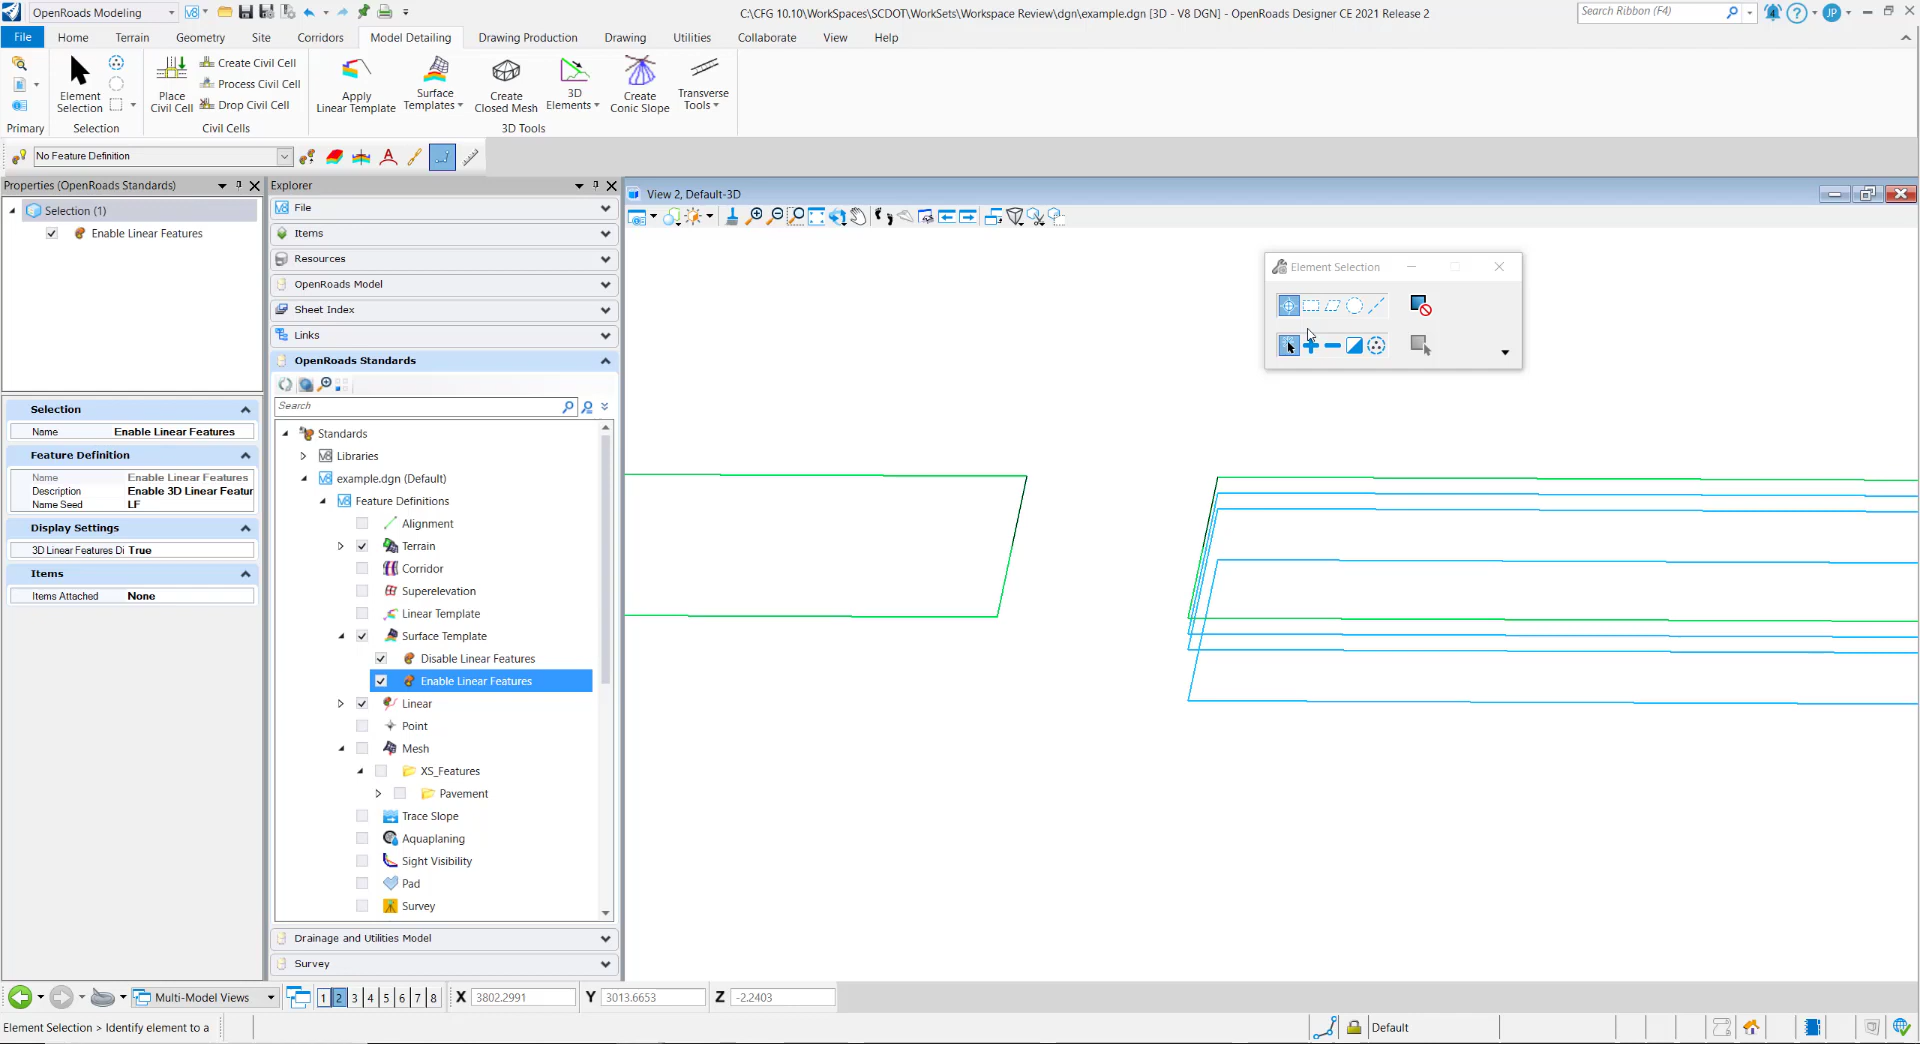 OpenRoads Modeling
C:\CFG 10.10\WorkSpaces\SCDOT\WorkSets\Workspace Review\dgn\example.dgn [3D - V8 DGN] - OpenRoads Designer CE 2021 Release 2
Search Ribbon (F4)
JP
File Home Terrain Geometry Site Corridors Model Detailing Drawing Production Drawing Utilities Collaborate View Help
Element Selection
Place Civil Cell
Create Civil Cell
Process Civil Cell
Drop Civil Cell
Apply Linear Template
Surface Templates
Create Closed Mesh
3D Elements
Create Conic Slope
Transverse Tools
Primary Selection Civil Cells 3D Tools
No Feature Definition
Properties (OpenRoads Standards)
Selection (1)
Enable Linear Features
Selection
Name Enable Linear Features
Feature Definition
Name Enable Linear Features
Description Enable 3D Linear Featur
Name Seed LF
Display Settings
3D Linear Features Di True
Items
Items Attached None
Explorer
File
Items
Resources
OpenRoads Model
Sheet Index
Links
OpenRoads Standards
Search
Standards
Libraries
example.dgn (Default)
Feature Definitions
Alignment
Terrain
Corridor
Superelevation
Linear Template
Surface Template
Disable Linear Features
Enable Linear Features
Linear
Point
Mesh
XS_Features
Pavement
Trace Slope
Aquaplaning
Sight Visibility
Pad
Survey
Drainage and Utilities Model
Survey
View 2, Default-3D
Element Selection
Multi-Model Views
1 2 3 4 5 6 7 8
X 3802.2991
Y 3013.6653
Z -2.2403
Element Selection > Identify element to a
Default